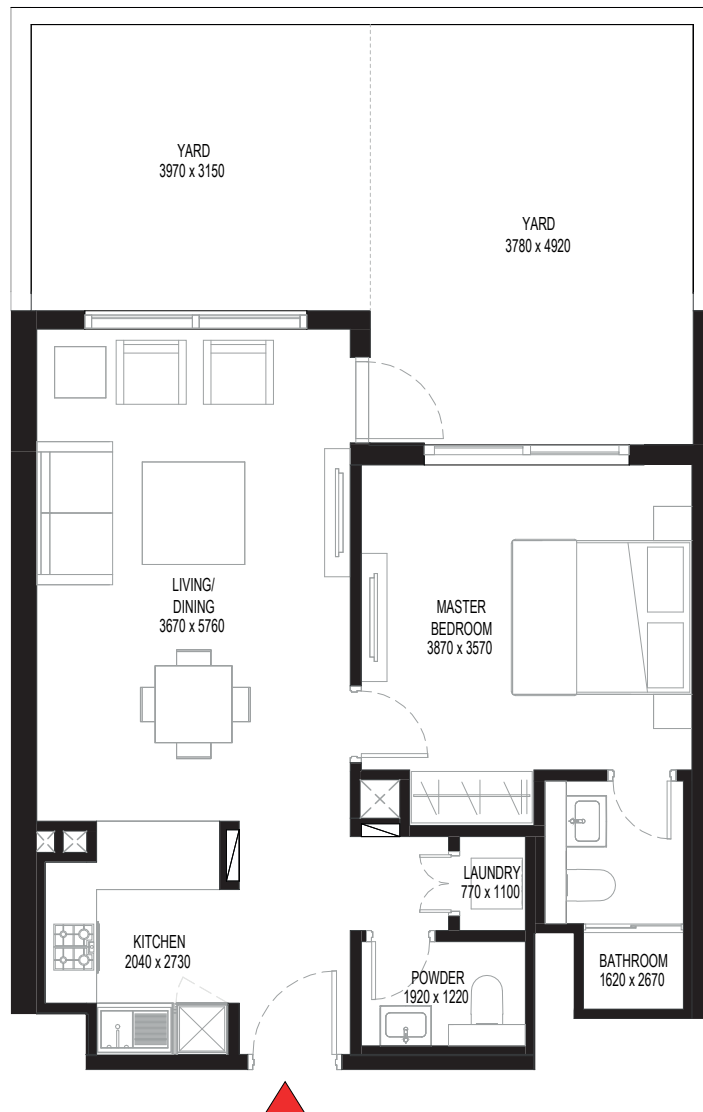 YARD
3970 x 3150
YARD
3780 x 4920
LIVING/
DINING
3670 x 5760
MASTER
BEDROOM
3870 x 3570
LAUNDRY
770 x 1100
KITCHEN
2040 x 2730
POWDER
1920 x 1220
BATHROOM
1620 x 2670